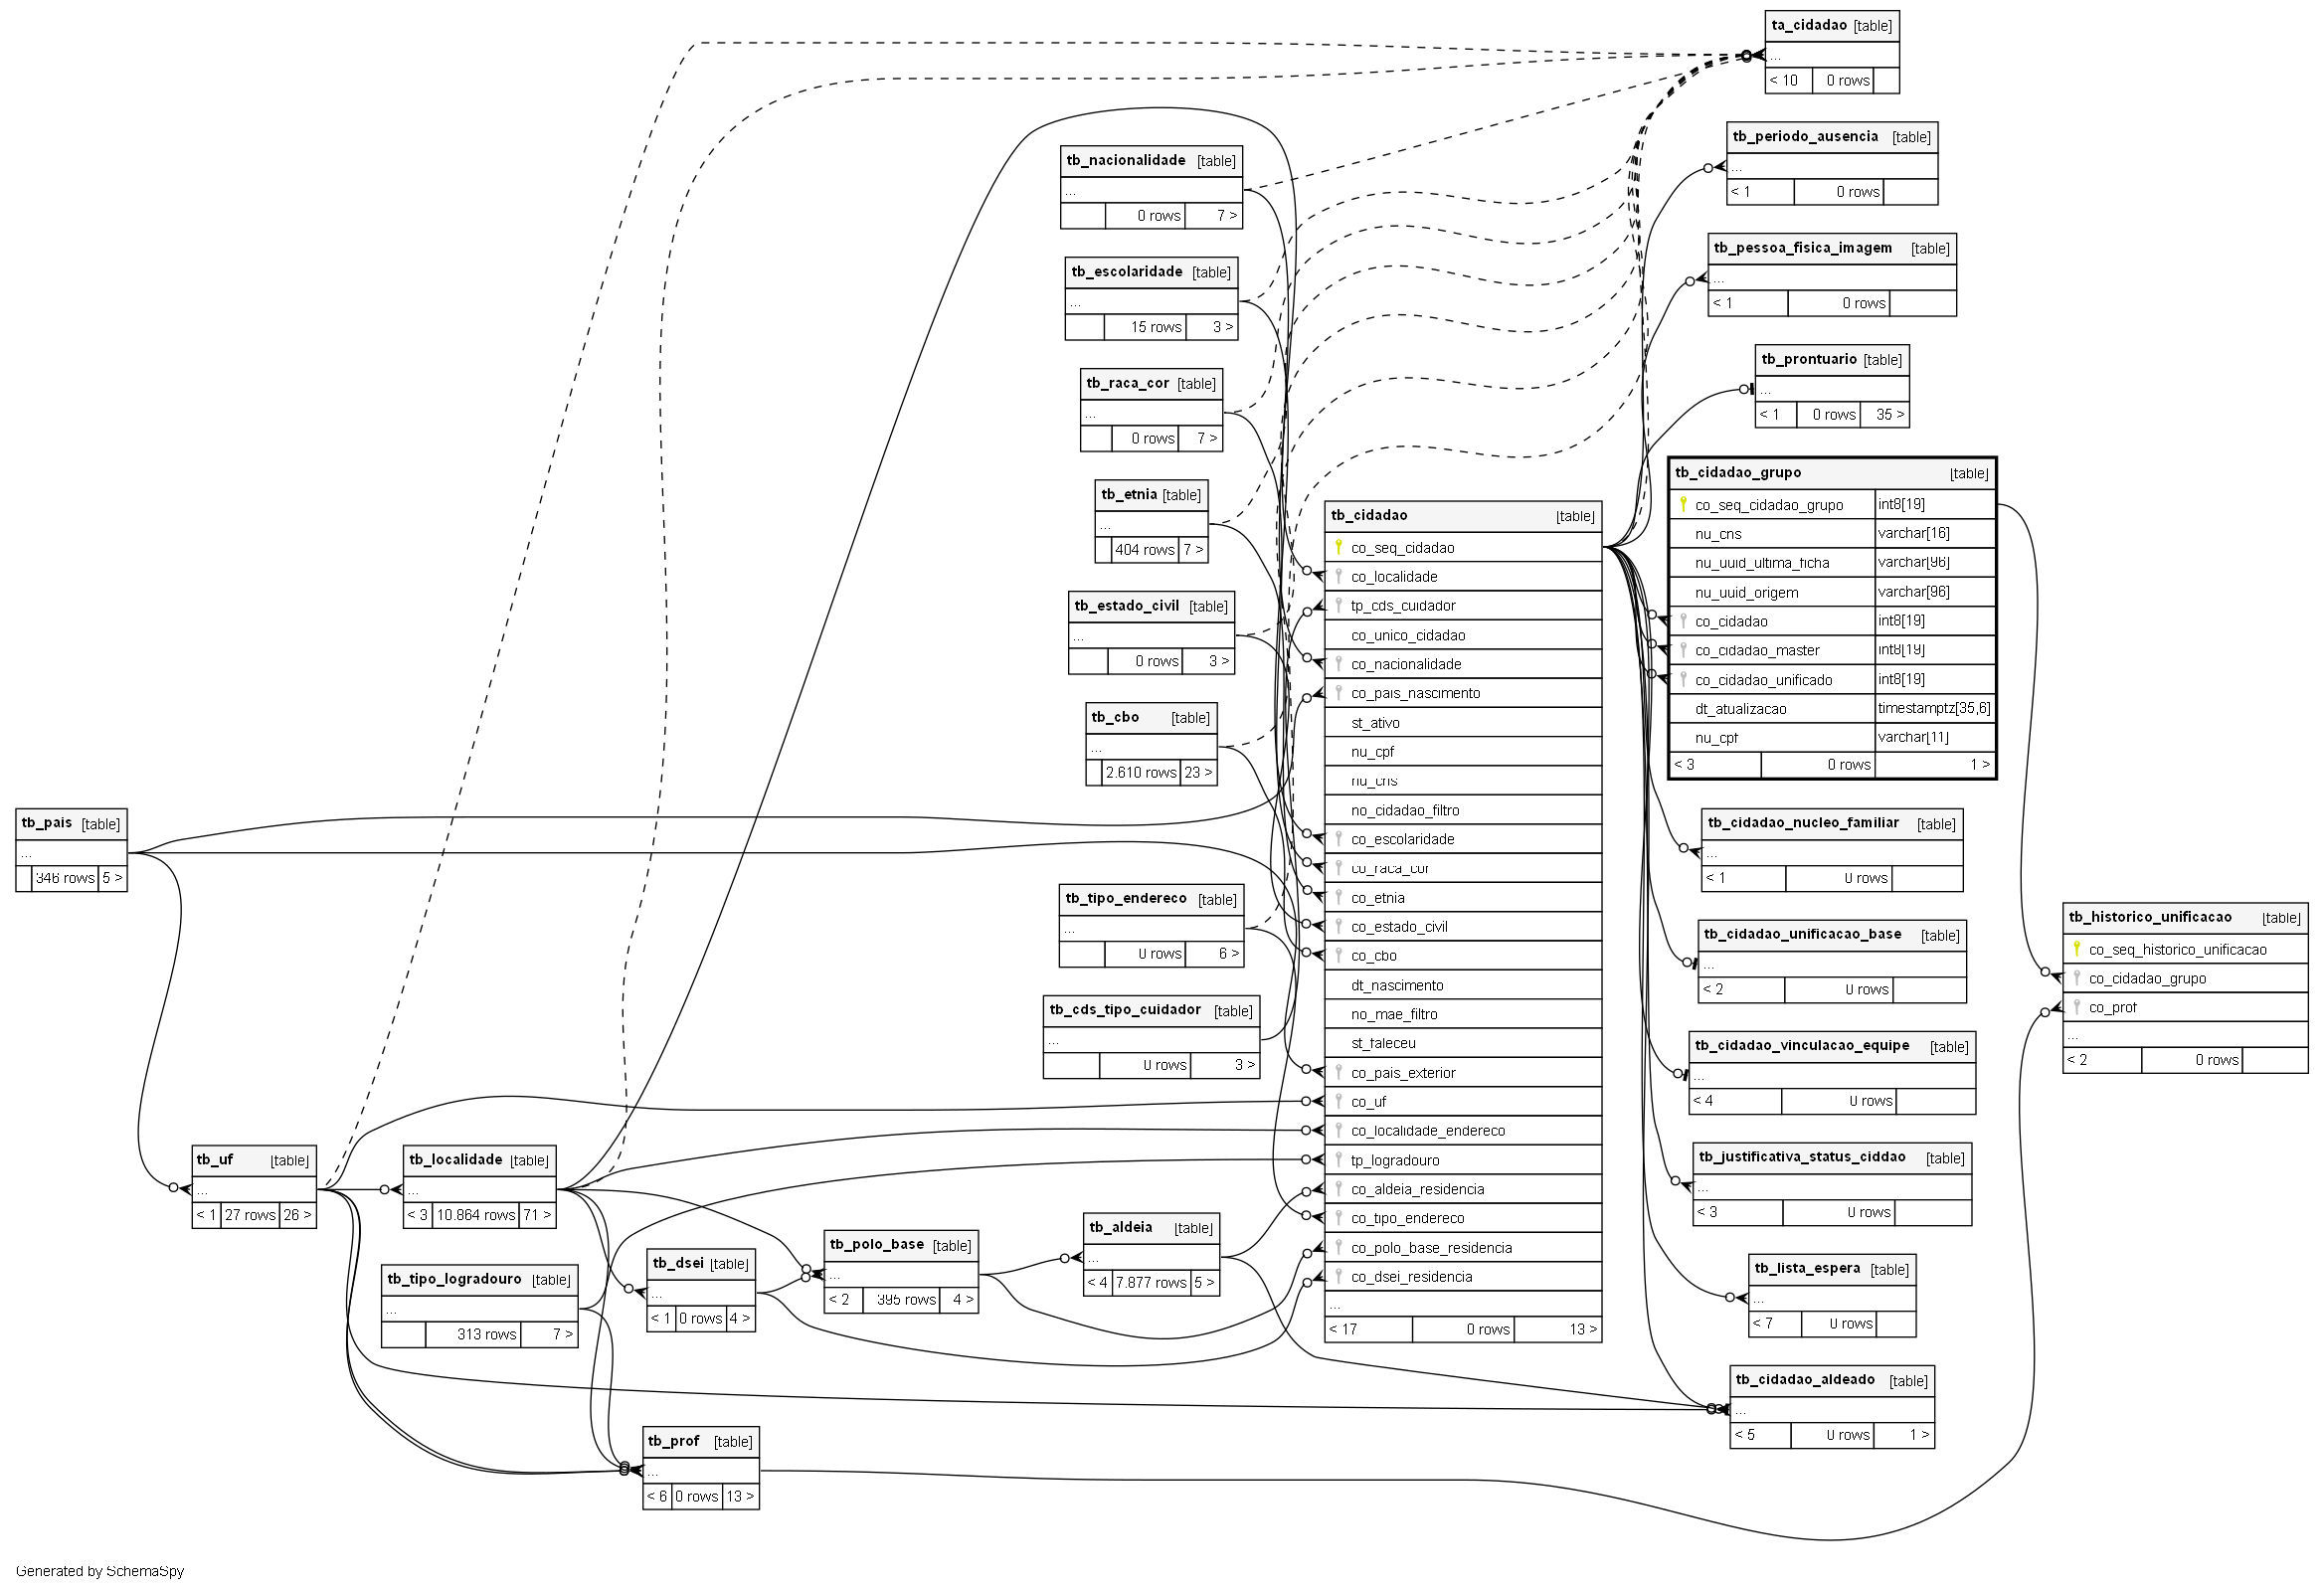 ta_cidadao [table]
...
< 10 0 rows
tb_periodo_ausencia [table]
...
< 1 0 rows
tb_nacionalidade [table]
...
0 rows 7 >
tb_pessoa_fisica_imagem [table]
...
< 1 0 rows
tb_escolaridade [table]
...
15 rows 3 >
tb_prontuario [table]
...
< 1 0 rows 35 >
tb_raca_cor [table]
...
0 rows 7 >
tb_cidadao_grupo [table]
co_seq_cidadao_grupo int8[19]
nu_cns varchar[16]
nu_uuid_ultima_ficha varchar[96]
nu_uuid_origem varchar[96]
co_cidadao int8[19]
co_cidadao_master int8[19]
co_cidadao_unificado int8[19]
dt_atualizacao timestamptz[35,6]
nu_cpf varchar[11]
< 3 0 rows 1 >
tb_etnia [table]
...
404 rows 7 >
tb_cidadao [table]
co_seq_cidadao
co_localidade
tp_cds_cuidador
co_unico_cidadao
co_nacionalidade
co_pais_nascimento
st_ativo
nu_cpf
nu_cns
no_cidadao_filtro
co_escolaridade
co_raca_cor
co_etnia
co_estado_civil
co_cbo
dt_nascimento
no_mae_filtro
st_faleceu
co_pais_exterior
co_uf
co_localidade_endereco
tp_logradouro
co_aldeia_residencia
co_tipo_endereco
co_polo_base_residencia
co_dsei_residencia
...
< 17 0 rows 13 >
tb_estado_civil [table]
...
0 rows 3 >
tb_cbo [table]
...
2.610 rows 23 >
tb_pais [table]
...
346 rows 5 >
tb_cidadao_nucleo_familiar [table]
...
< 1 0 rows
tb_tipo_endereco [table]
...
0 rows 6 >
tb_historico_unificacao [table]
co_seq_historico_unificacao
co_cidadao_grupo
co_prof
...
< 2 0 rows
tb_cidadao_unificacao_base [table]
...
< 2 0 rows
tb_cds_tipo_cuidador [table]
...
0 rows 3 >
tb_cidadao_vinculacao_equipe [table]
...
< 4 0 rows
tb_uf [table]
...
< 1 27 rows 26 >
tb_localidade [table]
...
< 3 10.864 rows 71 >
tb_justificativa_status_ciddao [table]
...
< 3 0 rows
tb_aldeia [table]
...
< 4 7.877 rows 5 >
tb_polo_base [table]
...
< 2 395 rows 4 >
tb_dsei [table]
...
< 1 0 rows 4 >
tb_lista_espera [table]
...
< 7 0 rows
tb_tipo_logradouro [table]
...
313 rows 7 >
tb_cidadao_aldeado [table]
...
< 5 0 rows 1 >
tb_prof [table]
...
< 6 0 rows 13 >
Generated by SchemaSpy